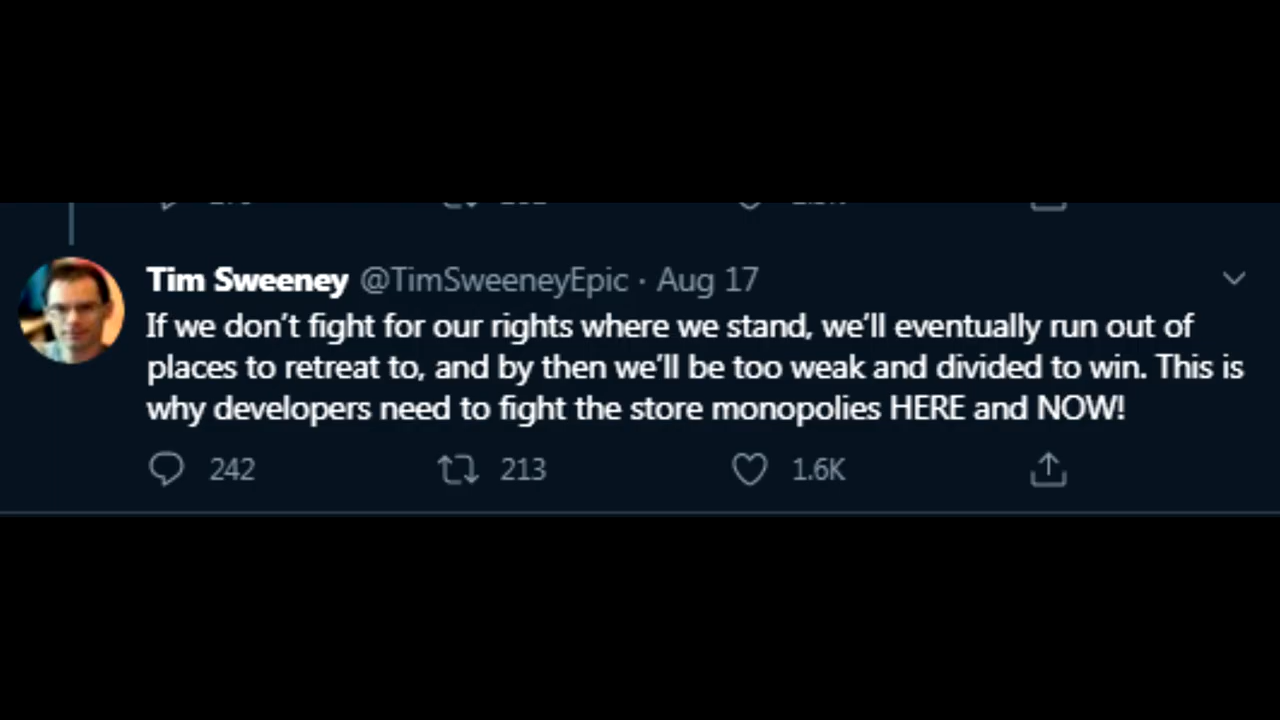 Tim Sweeney @TimSweeneyEpic · Aug 17
If we don’t fight for our rights where we stand, we’ll eventually run out of
places to retreat to, and by then we’ll be too weak and divided to win. This is
why developers need to fight the store monopolies HERE and NOW!
242 213 1.6K